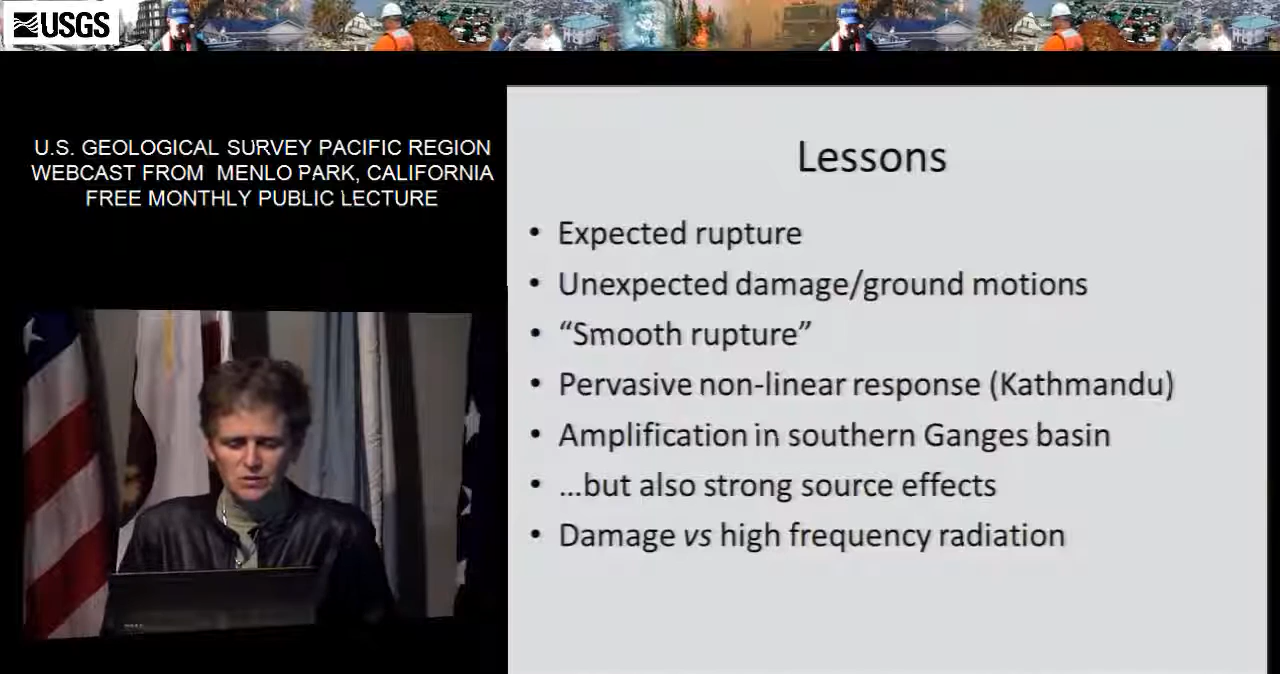 USGS
U.S. GEOLOGICAL SURVEY PACIFIC REGION
WEBCAST FROM MENLO PARK, CALIFORNIA
FREE MONTHLY PUBLIC LECTURE
Lessons
• Expected rupture
• Unexpected damage/ground motions
• “Smooth rupture”
• Pervasive non-linear response (Kathmandu)
• Amplification in southern Ganges basin
• …but also strong source effects
• Damage vs high frequency radiation